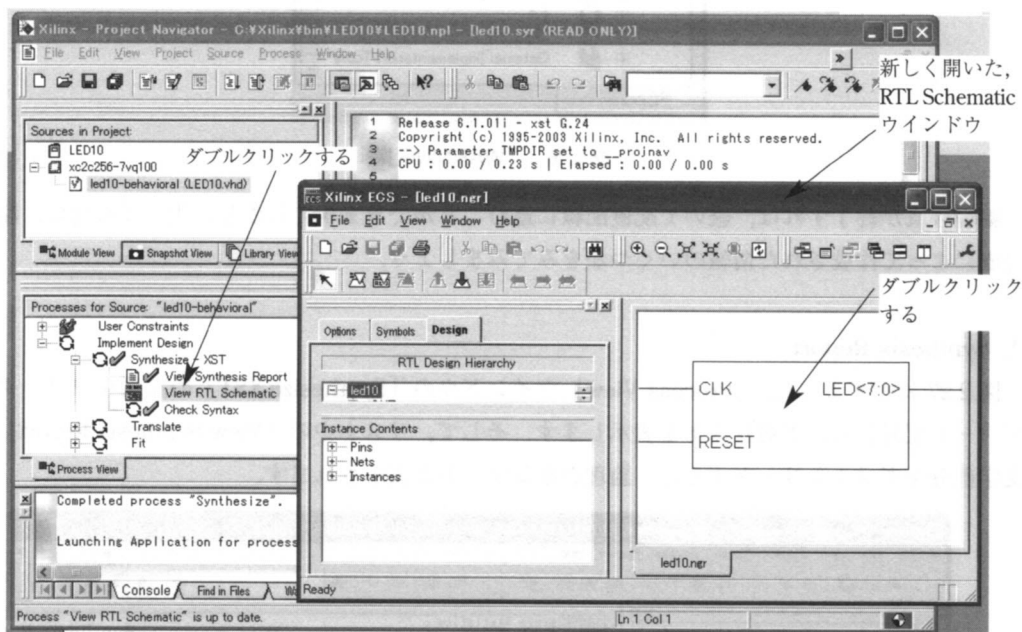 Xilinx - Project Navigator - C:¥Xilinx¥bin¥LED10¥LED10.npl - [led10.syr (READ ONLY)]
File Edit View Project Source Process Window Help
新しく開いた,
RTL Schematic
ウインドウ
Sources in Project:
LED10
xc2c256-7vq100
led10-behavioral (LED10.vhd)
ダブルクリックする
Module View
Snapshot View
Library View
1 Release 6.1.01i - xst G.24
2 Copyright (c) 1995-2003 Xilinx, Inc. All rights reserved.
3 --> Parameter TMPDIR set to __projnav
4 CPU : 0.00 / 0.23 s | Elapsed : 0.00 / 0.00 s
5
Processes for Source: "led10-behavioral"
User Constraints
Implement Design
Synthesize - XST
View Synthesis Report
View RTL Schematic
Check Syntax
Translate
Fit
Process View
Xilinx ECS - [led10.ngr]
File Edit View Window Help
Options Symbols Design
RTL Design Hierarchy
led10
Instance Contents
Pins
Nets
Instances
ダブルクリック
する
CLK LED<7:0>
RESET
led10.ngr
Ready
Completed process "Synthesize".
Launching Application for process
Console Find in Files
Process "View RTL Schematic" is up to date.
Ln 1 Col 1